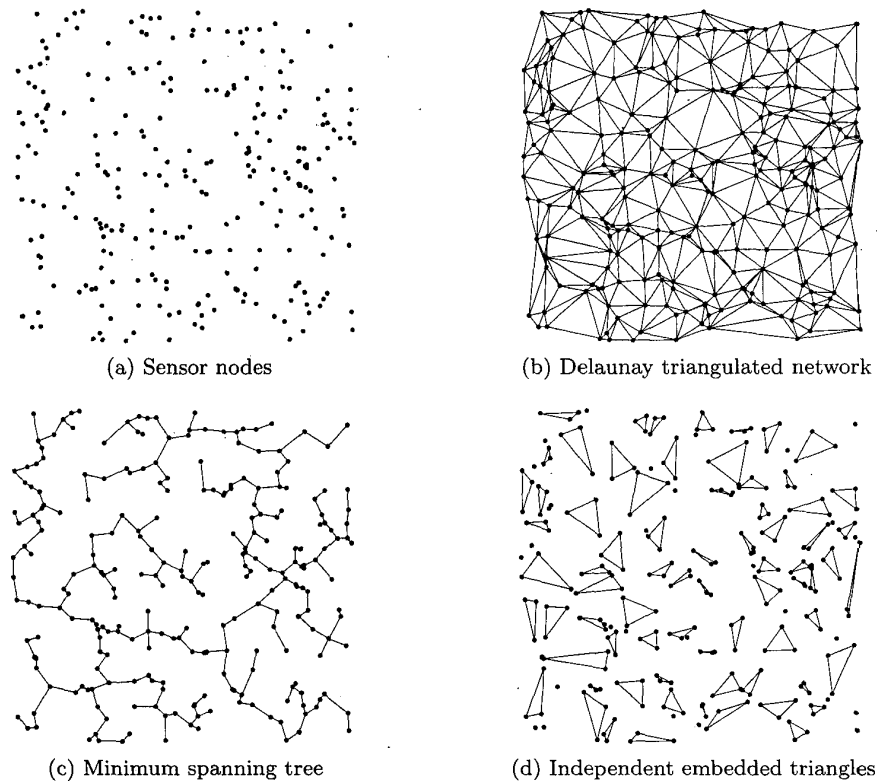 (a) Sensor nodes
(b) Delaunay triangulated network
(c) Minimum spanning tree
(d) Independent embedded triangles